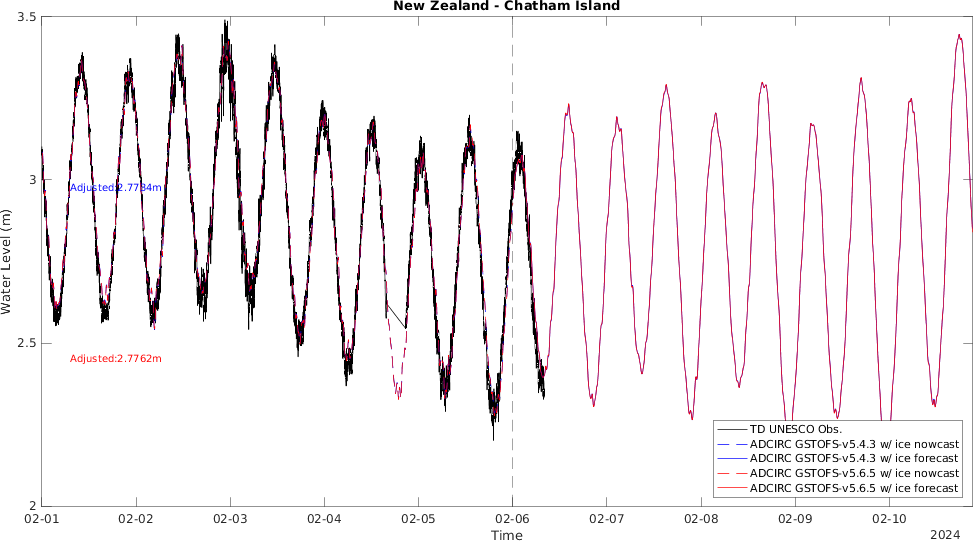 New Zealand - Chatham Island
3.5
3
2.5
2
Water Level (m)
Adjusted:2.7734m
Adjusted:2.7762m
TD UNESCO Obs.
ADCIRC GSTOFS-v5.4.3 w/ ice nowcast
ADCIRC GSTOFS-v5.4.3 w/ ice forecast
ADCIRC GSTOFS-v5.6.5 w/ ice nowcast
ADCIRC GSTOFS-v5.6.5 w/ ice forecast
02-01 02-02 02-03 02-04 02-05 02-06 02-07 02-08 02-09 02-10
Time
2024